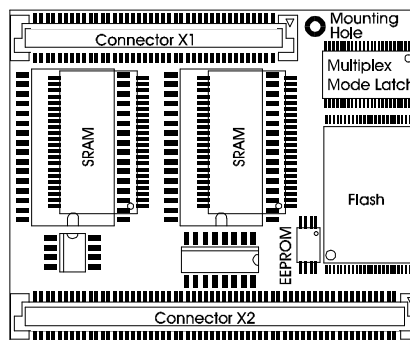 Connector X1
Mounting
Hole
Multiplex
Mode Latch
SRAM
SRAM
Flash
EEPROM
Connector X2